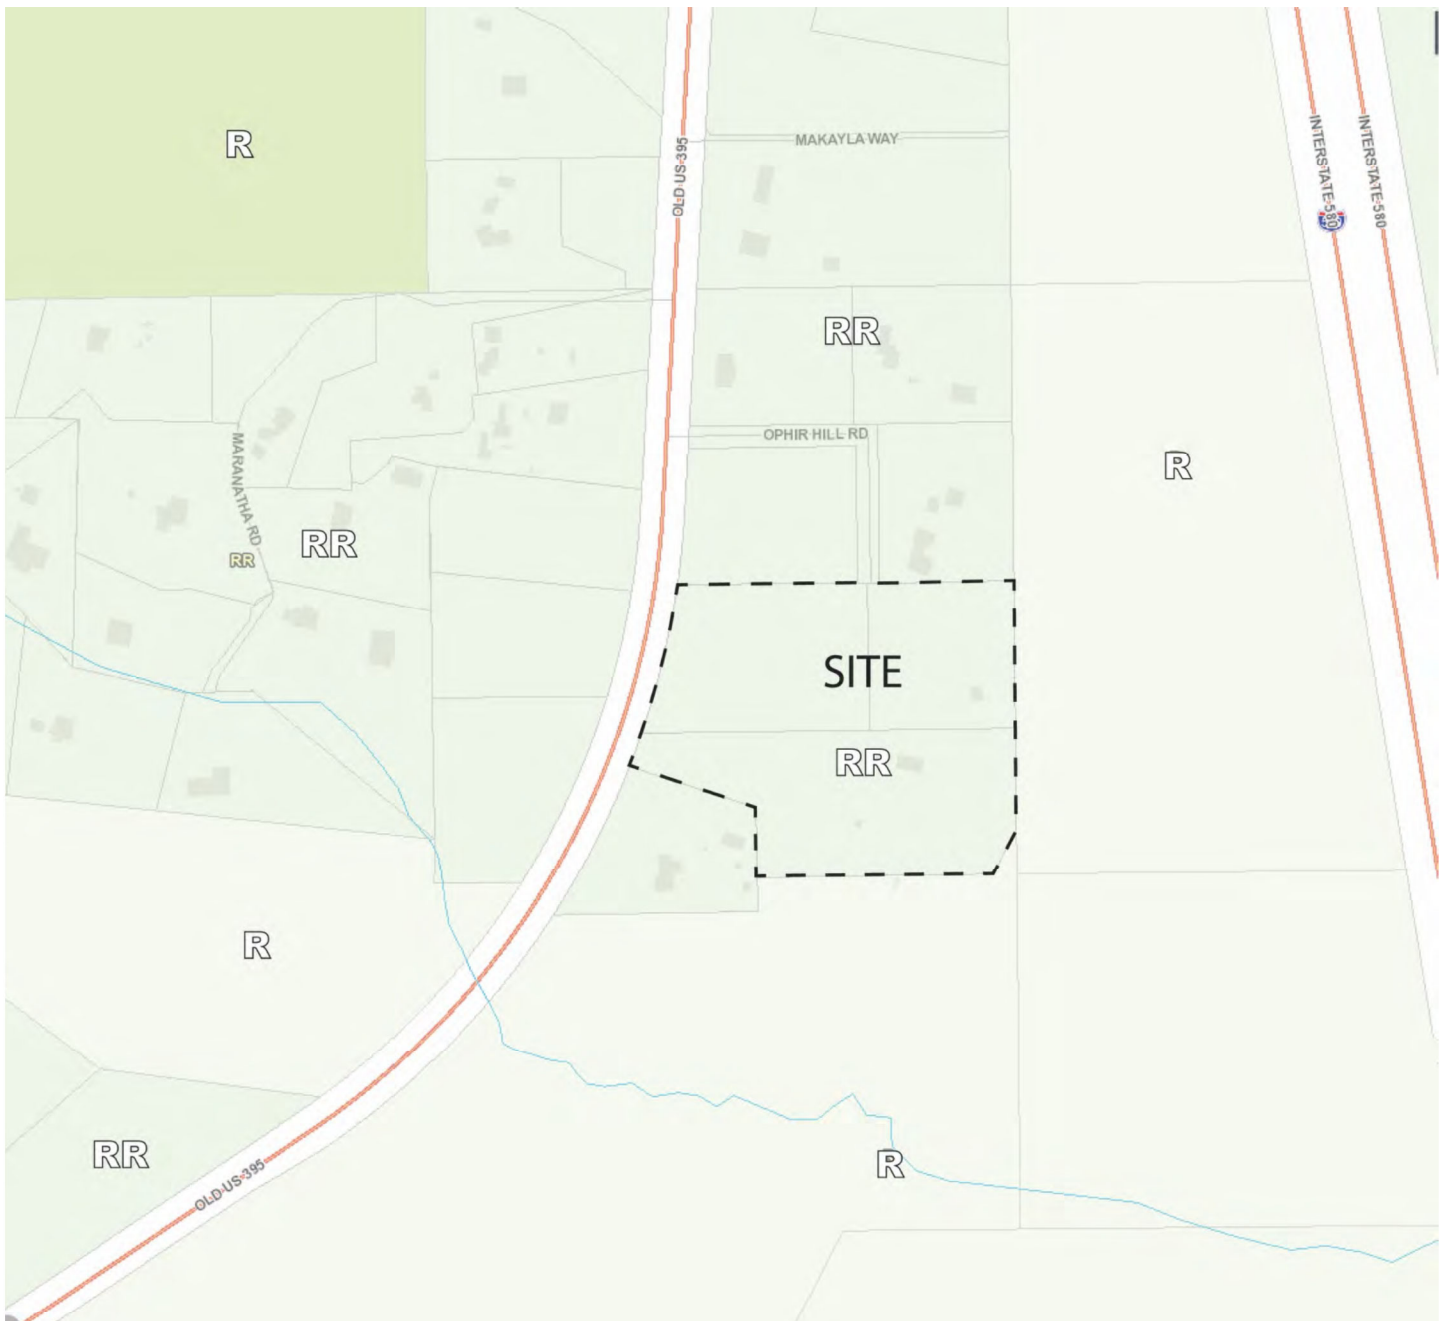 R
MAKAYLA WAY
OLD US 395
INTERSTATE 580
INTERSTATE 580
RR
OPHIR HILL RD
R
MARANATHA RD
RR
RR
SITE
RR
R
RR
R
OLD US 395